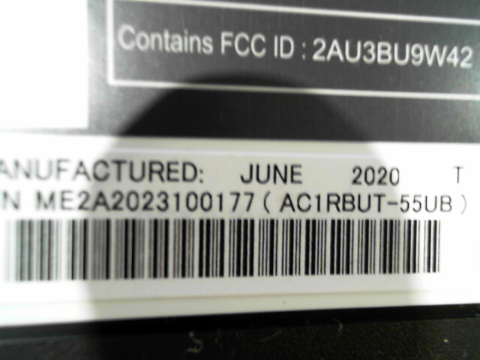 Contains FCC ID : 2AU3BU9W42
ANUFACTURED: JUNE 2020 T
N ME2A2023100177 ( AC1RBUT-55UB )